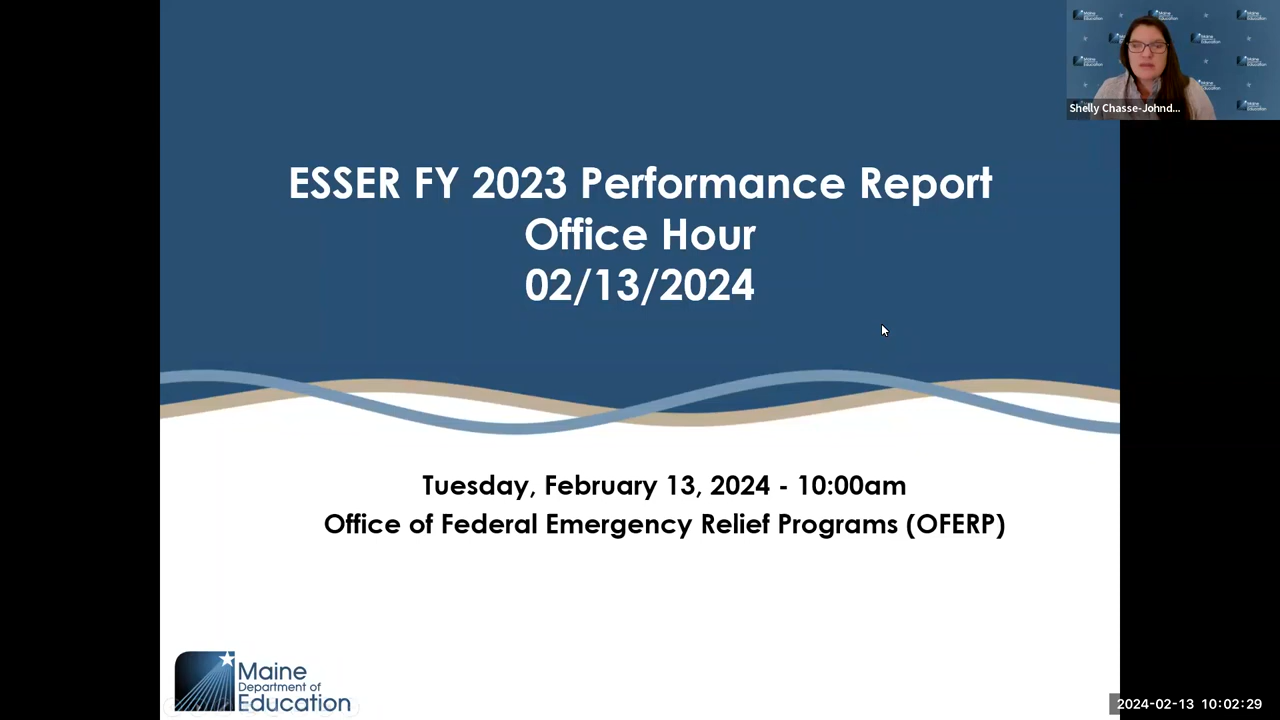 ESSER FY 2023 Performance Report
Office Hour
02/13/2024
Tuesday, February 13, 2024 - 10:00am
Office of Federal Emergency Relief Programs (OFERP)
Maine
Department of
Education
Shelly Chasse-Johnd...
2024-02-13 10:02:29